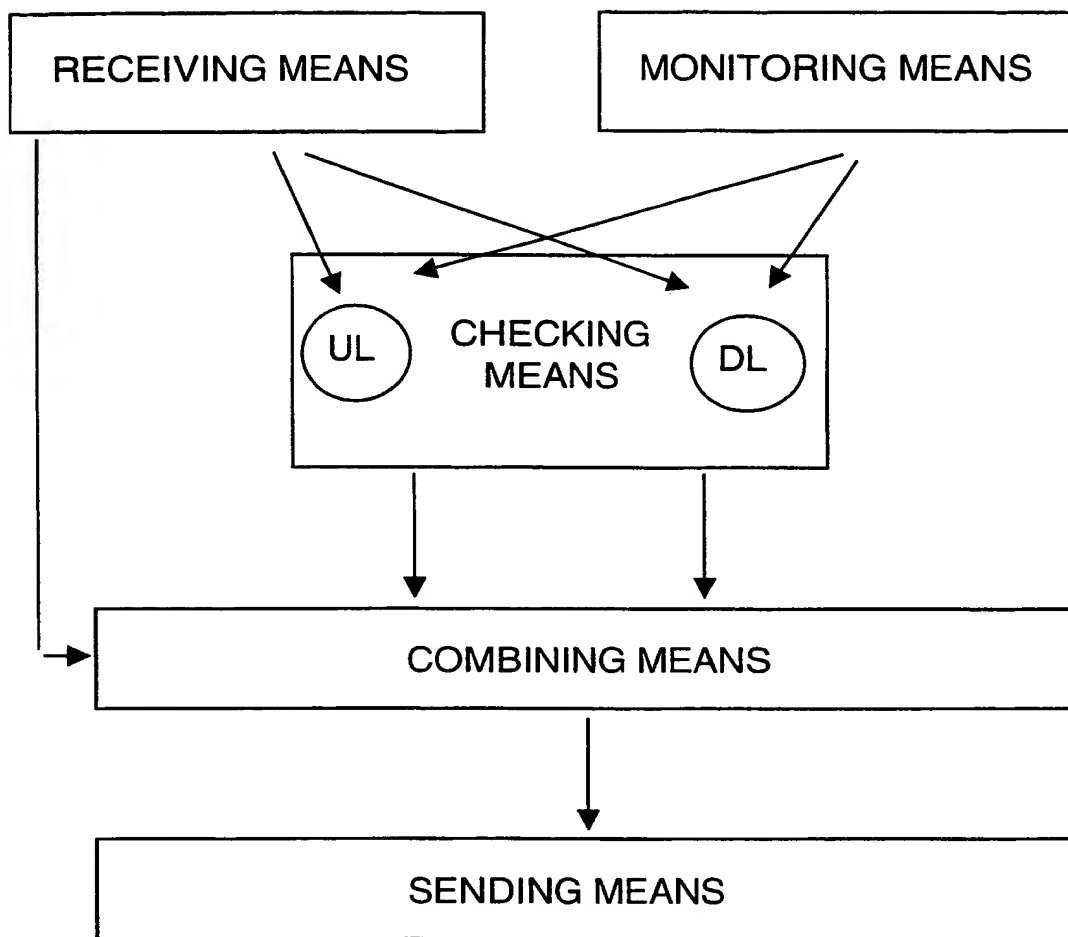 RECEIVING MEANS
MONITORING MEANS
UL
CHECKING
MEANS
DL
COMBINING MEANS
SENDING MEANS